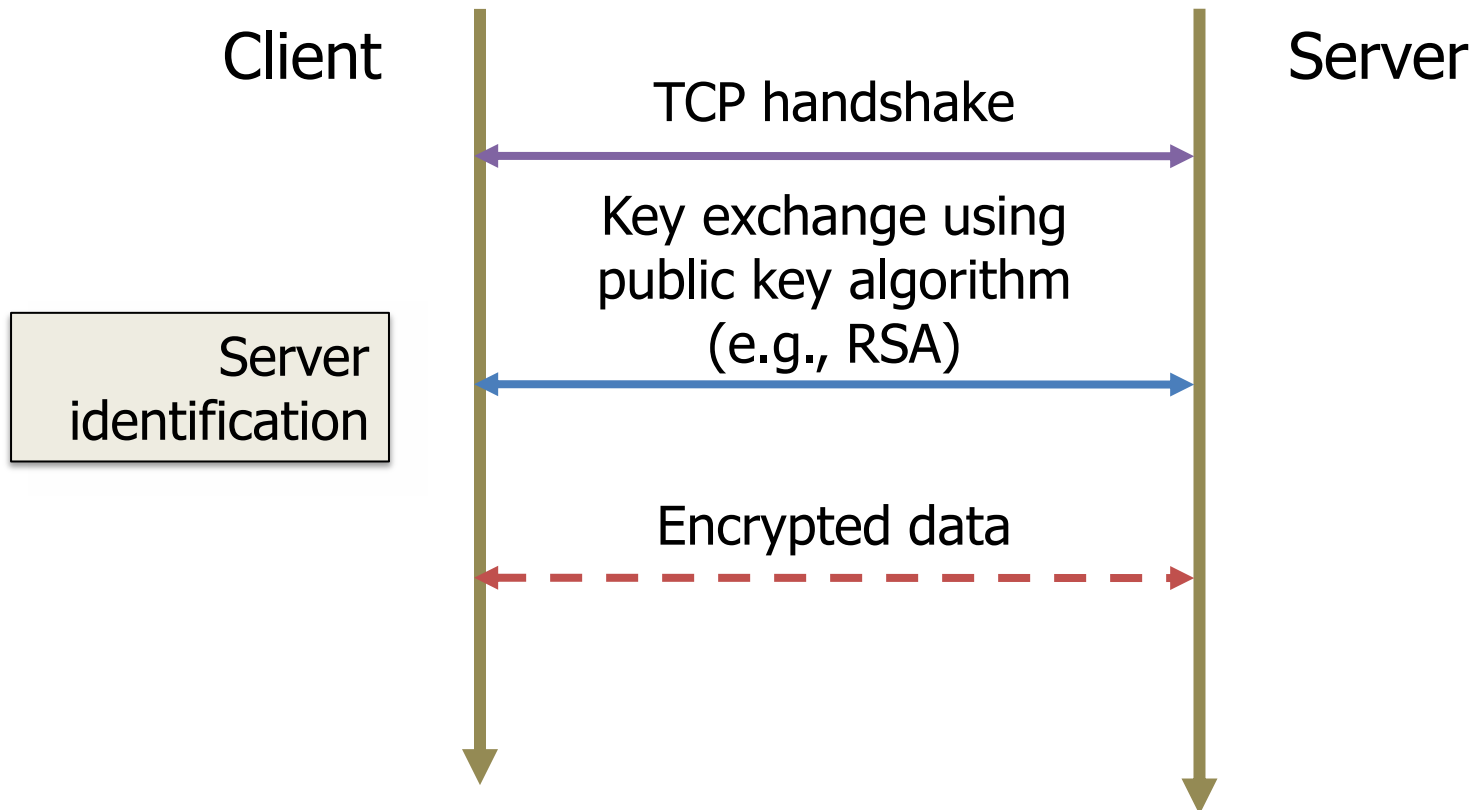 Client
Server
TCP handshake
Key exchange using
public key algorithm
(e.g., RSA)
Server
identification
Encrypted data